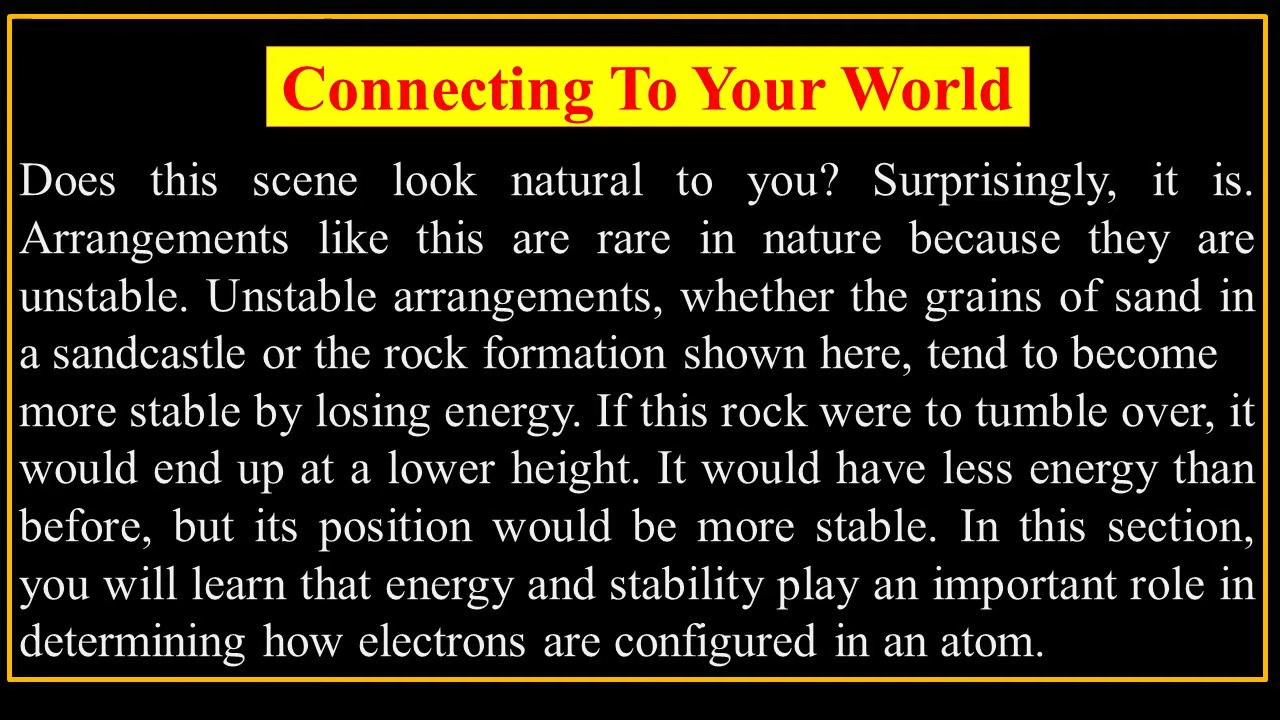 Connecting To Your World
Does this scene look natural to you? Surprisingly, it is.
Arrangements like this are rare in nature because they are
unstable. Unstable arrangements, whether the grains of sand in
a sandcastle or the rock formation shown here, tend to become
more stable by losing energy. If this rock were to tumble over, it
would end up at a lower height. It would have less energy than
before, but its position would be more stable. In this section,
you will learn that energy and stability play an important role in
determining how electrons are configured in an atom.